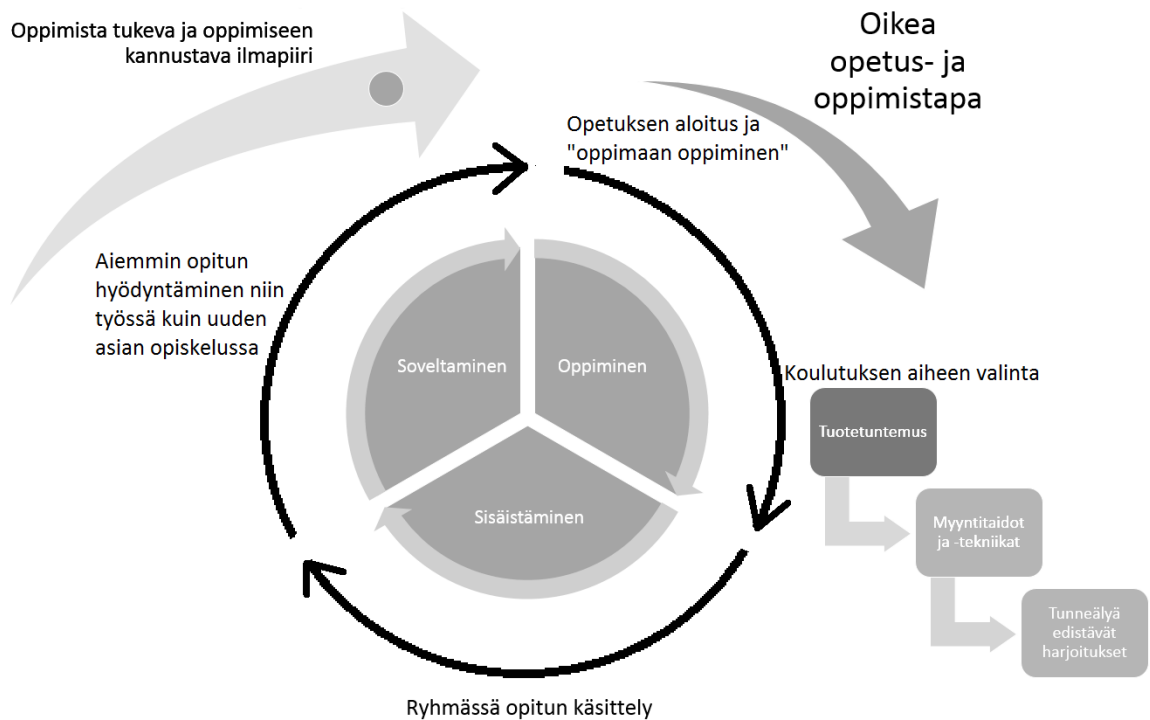 Oppimista tukeva ja oppimiseen
kannustava ilmapiiri
Oikea
opetus- ja
oppimistapa
Opetuksen aloitus ja
"oppimaan oppiminen"
Aiemmin opitun
hyödyntäminen niin
työssä kuin uuden
asian opiskelussa
Soveltaminen
Oppiminen
Sisäistäminen
Koulutuksen aiheen valinta
Tuotetuntemus
Myyntitaidot
ja -tekniikat
Tunneälyä
edistävät
harjoitukset
Ryhmässä opitun käsittely